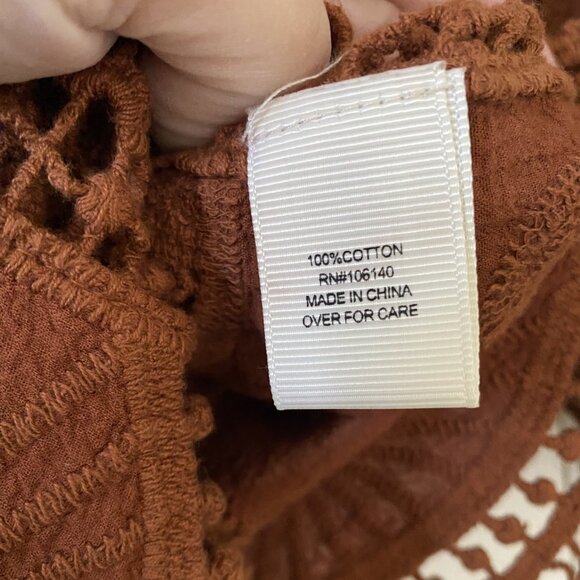 100%COTTON
RN#106140
MADE IN CHINA
OVER FOR CARE